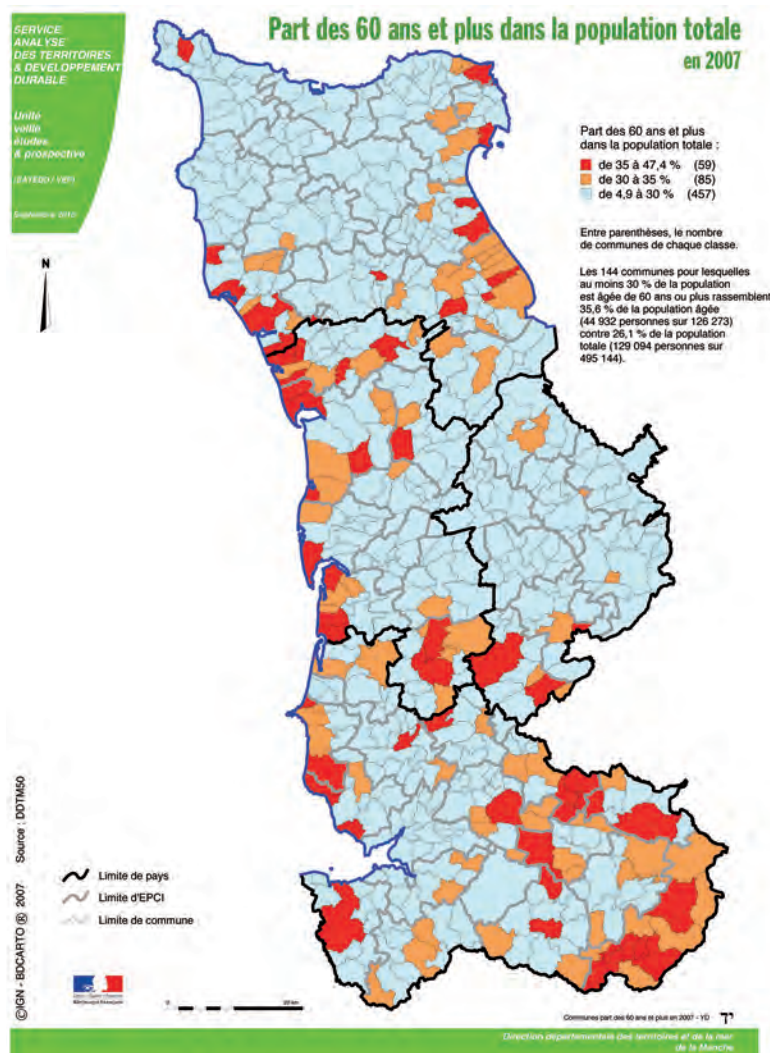 SERVICE
ANALYSE
DES TERRITOIRES
& DEVELOPPEMENT
DURABLE
Unité
veille
études
& prospective
(SATEDD / VEP)
Septembre 2010
Part des 60 ans et plus dans la population totale
en 2007
Part des 60 ans et plus
dans la population totale :
de 35 à 47,4 % (59)
de 30 à 35 % (85)
de 4,9 à 30 % (457)
Entre parenthèses, le nombre
de communes de chaque classe.
Les 144 communes pour lesquelles
au moins 30 % de la population
est âgée de 60 ans ou plus rassemblent
35,6 % de la population âgée
(44 932 personnes sur 126 273)
contre 26,1 % de la population
totale (129 094 personnes sur
495 144).
N
©IGN - BDCARTO ® 2007 Source : DDTM50
Limite de pays
Limite d'EPCI
Limite de commune
0 20 km
Communes part des 60 ans et plus en 2007 - YD
Direction départementale des territoires et de la mer
de la Manche